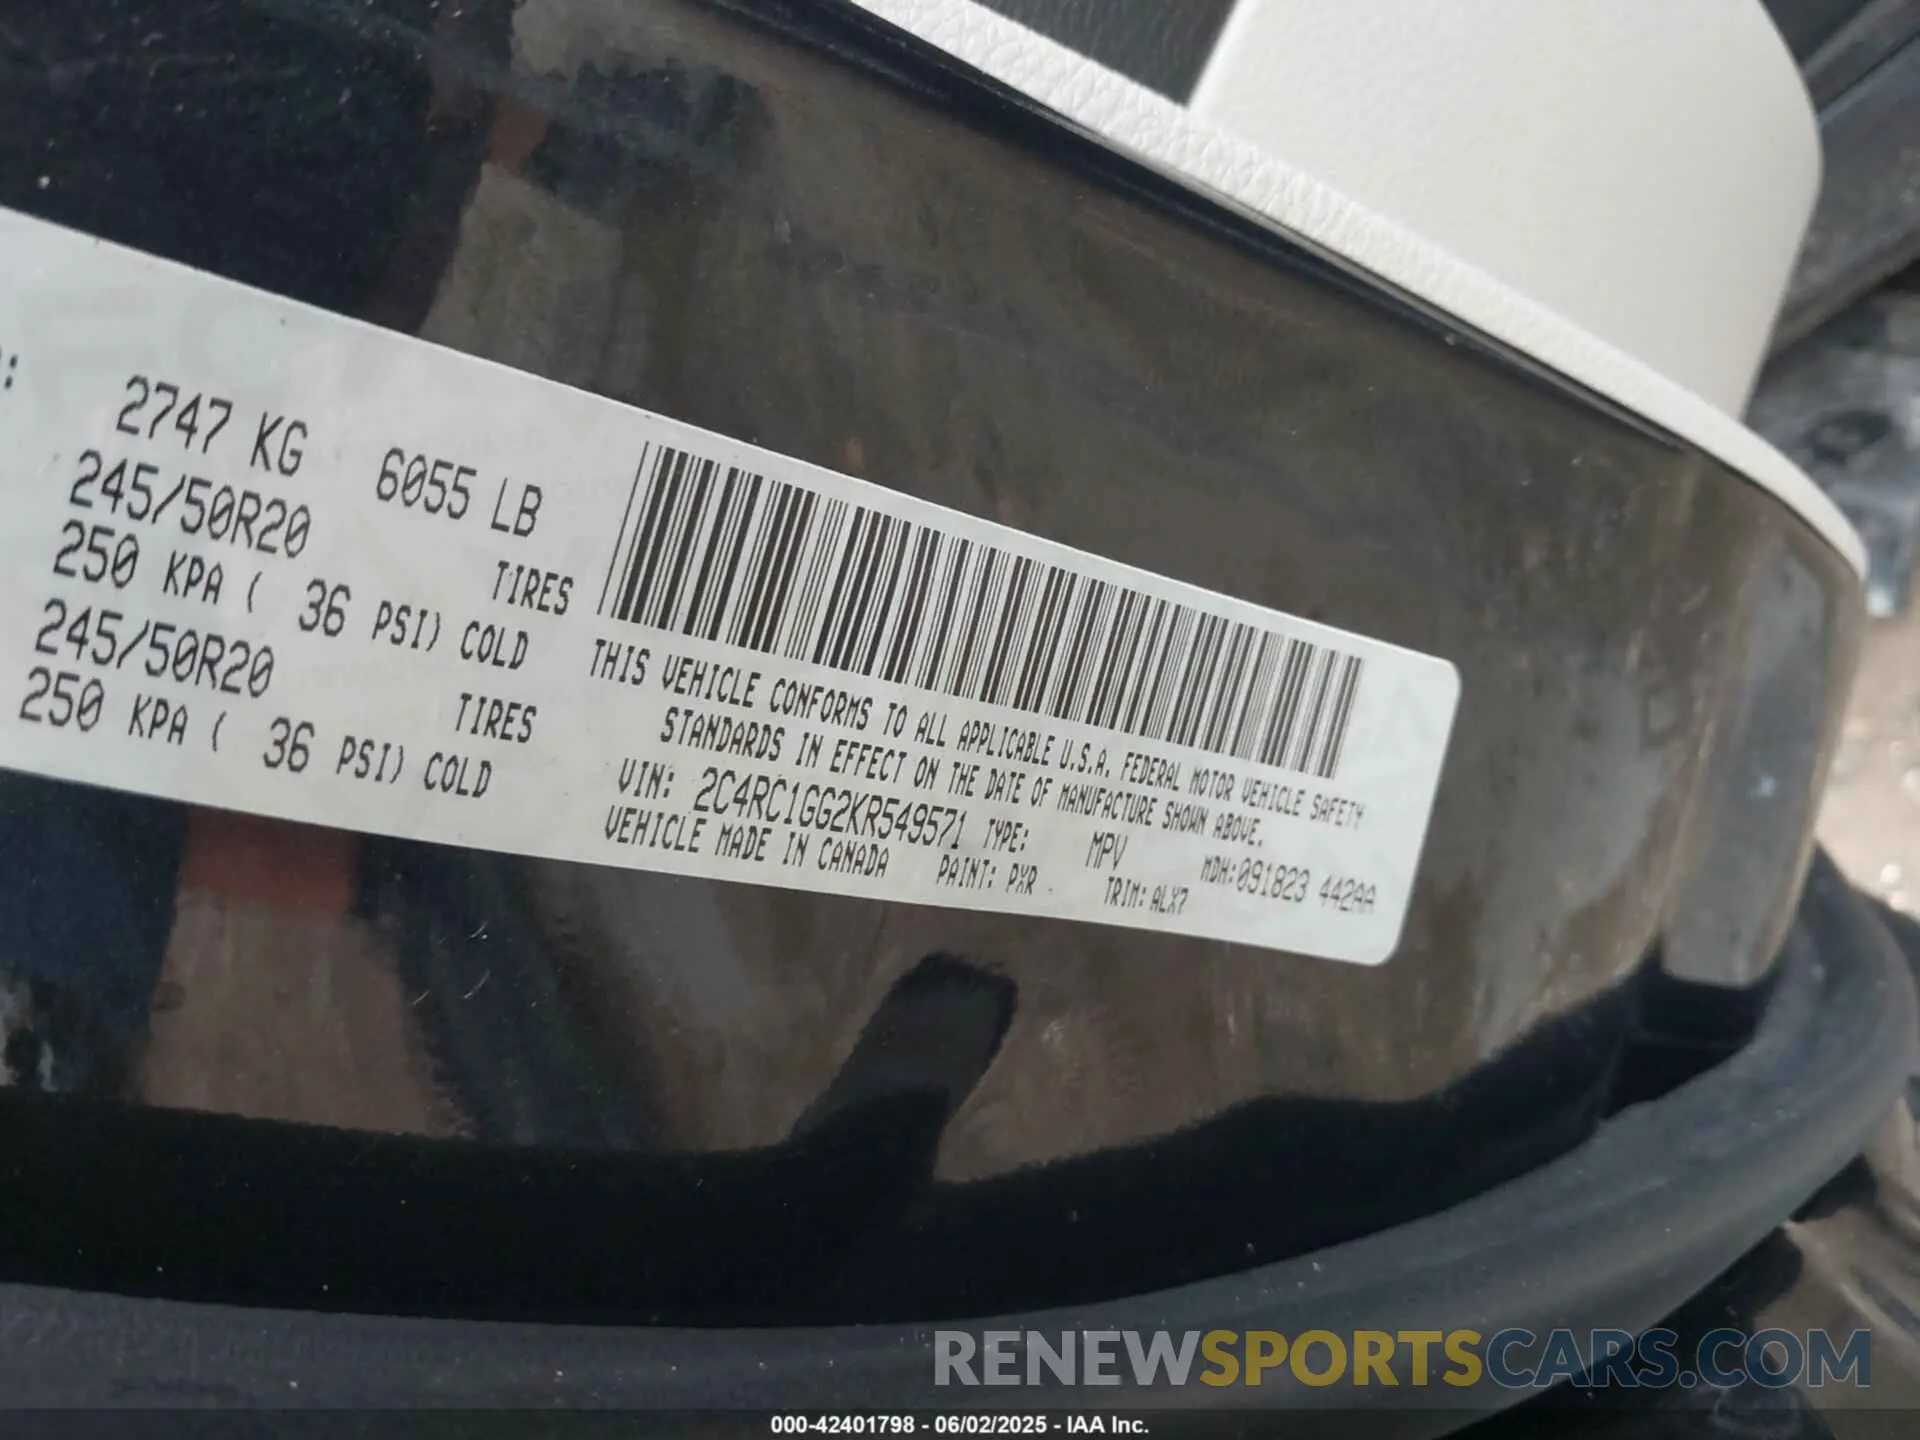 2747 KG 6055 LB
245/50R20 TIRES
250 KPA ( 36 PSI) COLD
245/50R20 TIRES
250 KPA ( 36 PSI) COLD
THIS VEHICLE CONFORMS TO ALL APPLICABLE U.S.A. FEDERAL MOTOR VEHICLE SAFETY
STANDARDS IN EFFECT ON THE DATE OF MANUFACTURE SHOWN ABOVE.
VIN: 2C4RC1GG2KR549571 TYPE: MPV MDH:091823 442AA
VEHICLE MADE IN CANADA PAINT: PXR TRIM: ALX7
RENEWSPORTSCARS.COM
000-42401798 - 06/02/2025 - IAA Inc.